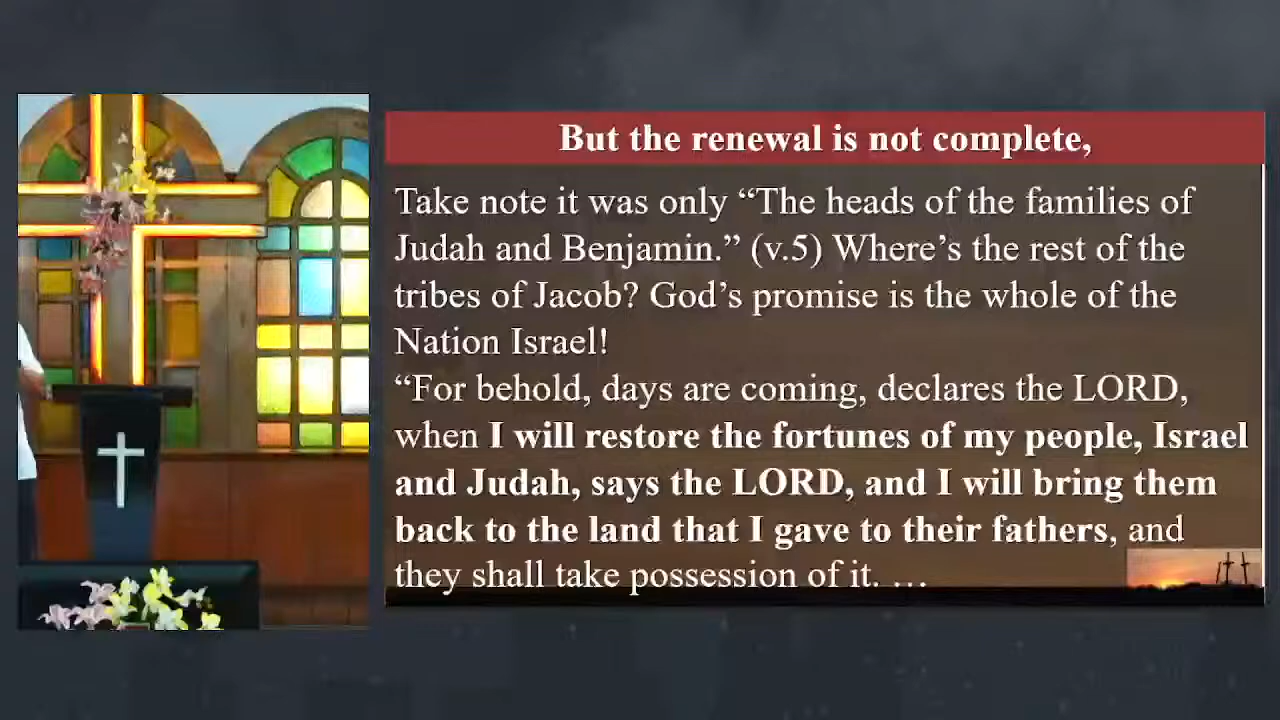 But the renewal is not complete,
Take note it was only “The heads of the families of
Judah and Benjamin.” (v.5) Where’s the rest of the
tribes of Jacob? God’s promise is the whole of the
Nation Israel!
“For behold, days are coming, declares the LORD,
when I will restore the fortunes of my people, Israel
and Judah, says the LORD, and I will bring them
back to the land that I gave to their fathers, and
they shall take possession of it. …